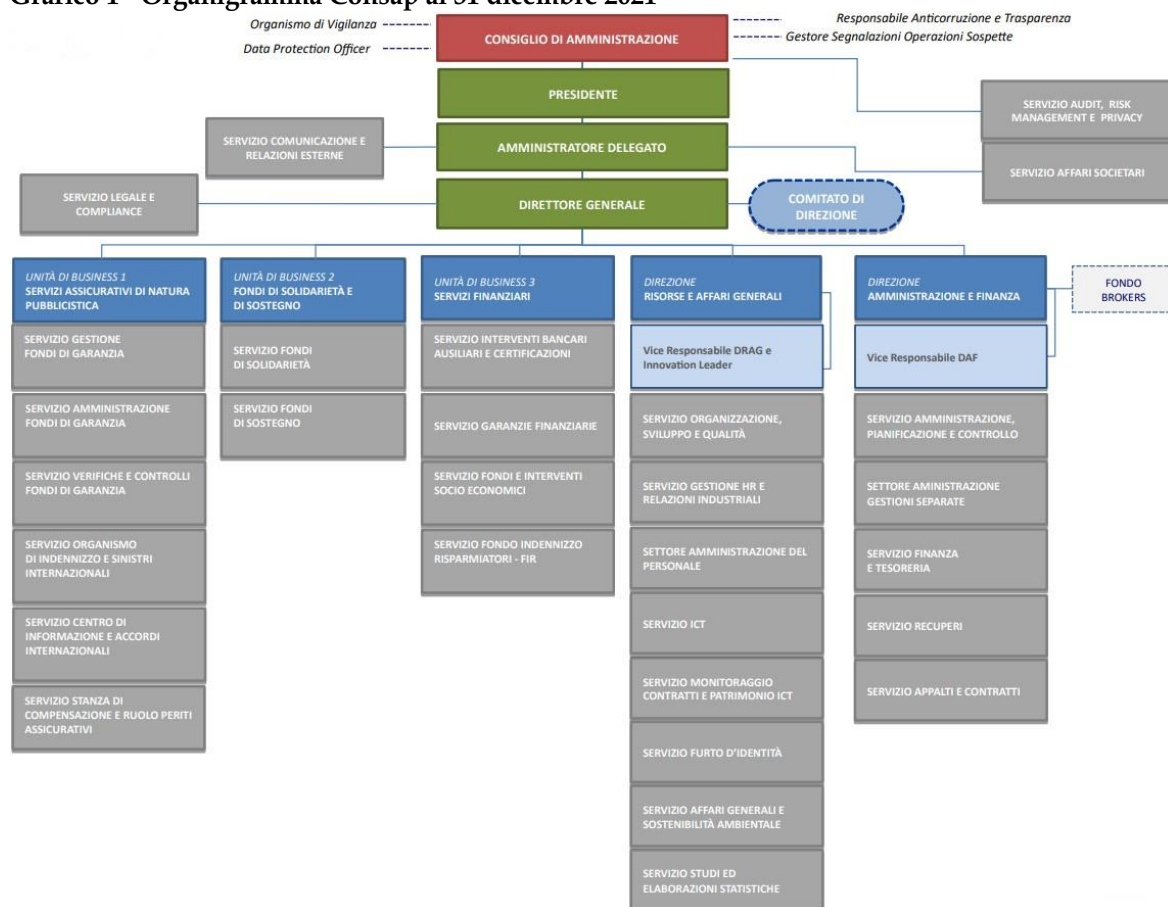 Grafico 1 - Organigramma Consap al 31 dicembre 2021
Organismo di Vigilanza
Data Protection Officer
CONSIGLIO DI AMMINISTRAZIONE
Responsabile Anticorruzione e Trasparenza
Gestore Segnalazioni Operazioni Sospette
PRESIDENTE
SERVIZIO AUDIT, RISK
MANAGEMENT E PRIVACY
SERVIZIO COMUNICAZIONE E
RELAZIONI ESTERNE
AMMINISTRATORE DELEGATO
SERVIZIO AFFARI SOCIETARI
SERVIZIO LEGALE E
COMPLIANCE
DIRETTORE GENERALE
COMITATO DI
DIREZIONE
UNITÀ DI BUSINESS 1
SERVIZI ASSICURATIVI DI NATURA
PUBBLICISTICA
SERVIZIO GESTIONE
FONDI DI GARANZIA
SERVIZIO AMMINISTRAZIONE
FONDI DI GARANZIA
SERVIZIO VERIFICHE E CONTROLLI
FONDI DI GARANZIA
SERVIZIO ORGANISMO
DI INDENNIZZO E SINISTRI
INTERNAZIONALI
SERVIZIO CENTRO DI
INFORMAZIONE E ACCORDI
INTERNAZIONALI
SERVIZIO STANZA DI
COMPENSAZIONE E RUOLO PERITI
ASSICURATIVI
UNITÀ DI BUSINESS 2
FONDI DI SOLIDARIETÀ E
DI SOSTEGNO
SERVIZIO FONDI
DI SOLIDARIETÀ
SERVIZIO FONDI
DI SOSTEGNO
UNITÀ DI BUSINESS 3
SERVIZI FINANZIARI
SERVIZIO INTERVENTI BANCARI
AUSILIARI E CERTIFICAZIONI
SERVIZIO GARANZIE FINANZIARIE
SERVIZIO FONDI E INTERVENTI
SOCIO ECONOMICI
SERVIZIO FONDO INDENNIZZO
RISPARMIATORI - FIR
DIREZIONE
RISORSE E AFFARI GENERALI
Vice Responsabile DRAG e
Innovation Leader
SERVIZIO ORGANIZZAZIONE,
SVILUPPO E QUALITÀ
SERVIZIO GESTIONE HR E
RELAZIONI INDUSTRIALI
SETTORE AMMINISTRAZIONE DEL
PERSONALE
SERVIZIO ICT
SERVIZIO MONITORAGGIO
CONTRATTI E PATRIMONIO ICT
SERVIZIO FURTO D'IDENTITÀ
SERVIZIO AFFARI GENERALI E
SOSTENIBILITÀ AMBIENTALE
SERVIZIO STUDI ED
ELABORAZIONI STATISTICHE
DIREZIONE
AMMINISTRAZIONE E FINANZA
Vice Responsabile DAF
SERVIZIO AMMINISTRAZIONE,
PIANIFICAZIONE E CONTROLLO
SETTORE AMINISTRAZIONE
GESTIONI SEPARATE
SERVIZIO FINANZA
E TESORERIA
SERVIZIO RECUPERI
SERVIZIO APPALTI E CONTRATTI
FONDO
BROKERS